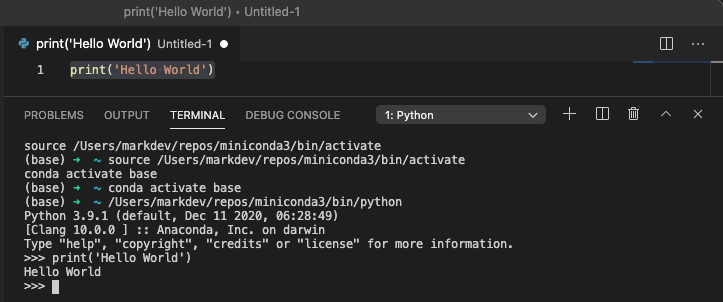 print('Hello World') • Untitled-1
print('Hello World') Untitled-1 ●
1 print('Hello World')
PROBLEMS OUTPUT TERMINAL DEBUG CONSOLE 1: Python
source /Users/markdev/repos/miniconda3/bin/activate
(base) ➜ ~ source /Users/markdev/repos/miniconda3/bin/activate
conda activate base
(base) ➜ ~ conda activate base
(base) ➜ ~ /Users/markdev/repos/miniconda3/bin/python
Python 3.9.1 (default, Dec 11 2020, 06:28:49)
[Clang 10.0.0 ] :: Anaconda, Inc. on darwin
Type "help", "copyright", "credits" or "license" for more information.
>>> print('Hello World')
Hello World
>>>